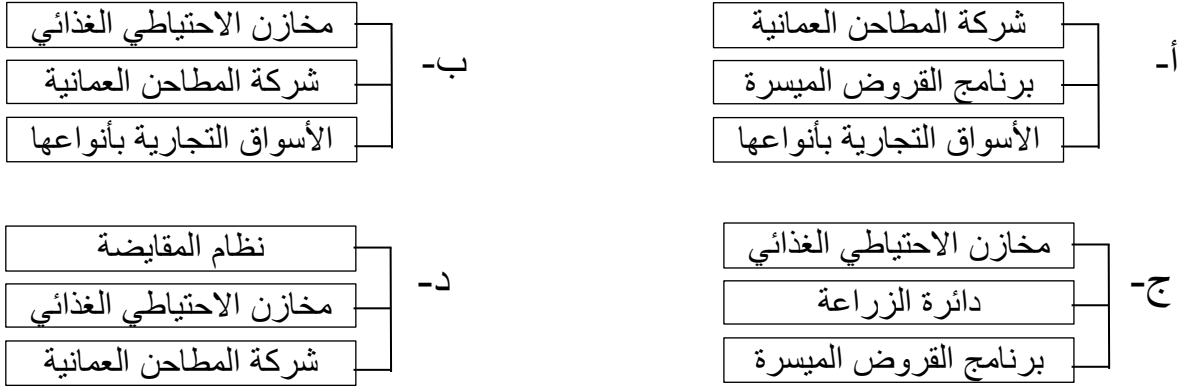 أ-
شركة المطاحن العمانية
برنامج القروض الميسرة
الأسواق التجارية بأنواعها
ب-
مخازن الاحتياطي الغذائي
شركة المطاحن العمانية
الأسواق التجارية بأنواعها
ج-
مخازن الاحتياطي الغذائي
دائرة الزراعة
برنامج القروض الميسرة
د-
نظام المقايضة
مخازن الاحتياطي الغذائي
شركة المطاحن العمانية